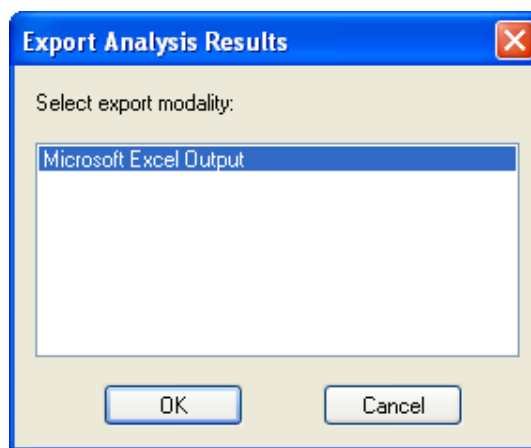 Export Analysis Results
Select export modality:
Microsoft Excel Output
OK Cancel